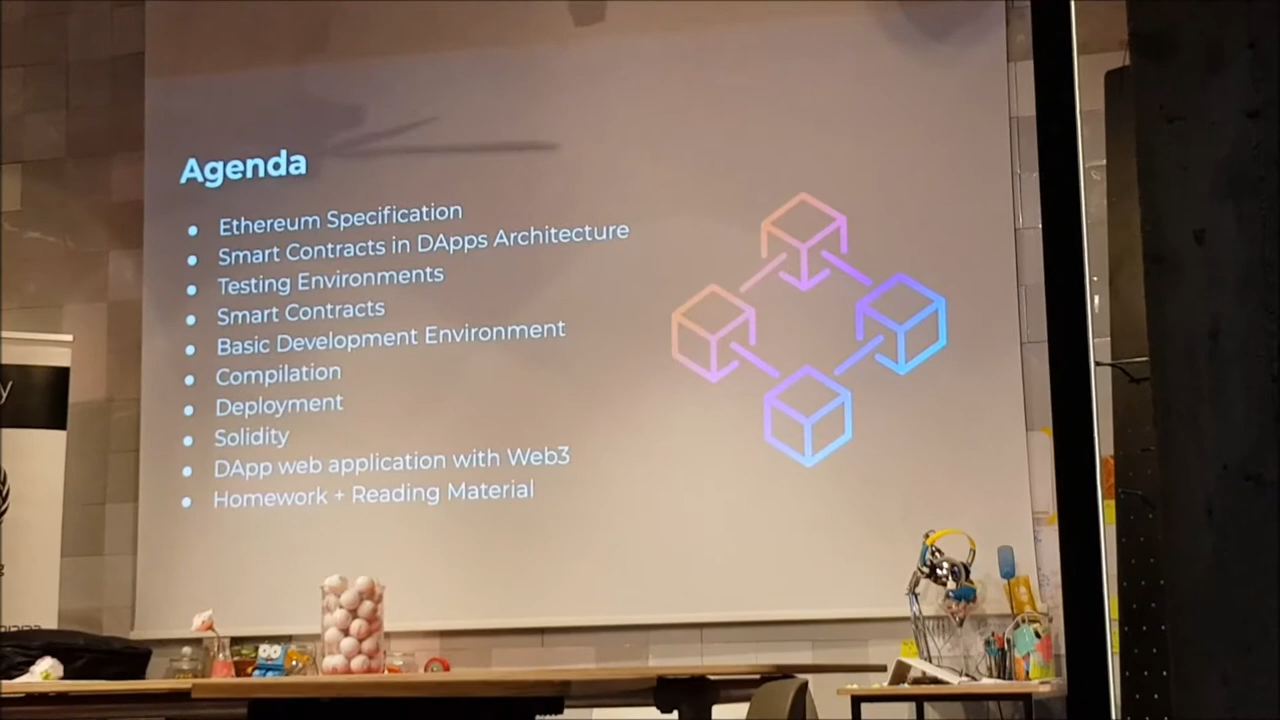 Agenda
Ethereum Specification
Smart Contracts in DApps Architecture
Testing Environments
Smart Contracts
Basic Development Environment
Compilation
Deployment
Solidity
DApp web application with Web3
Homework + Reading Material